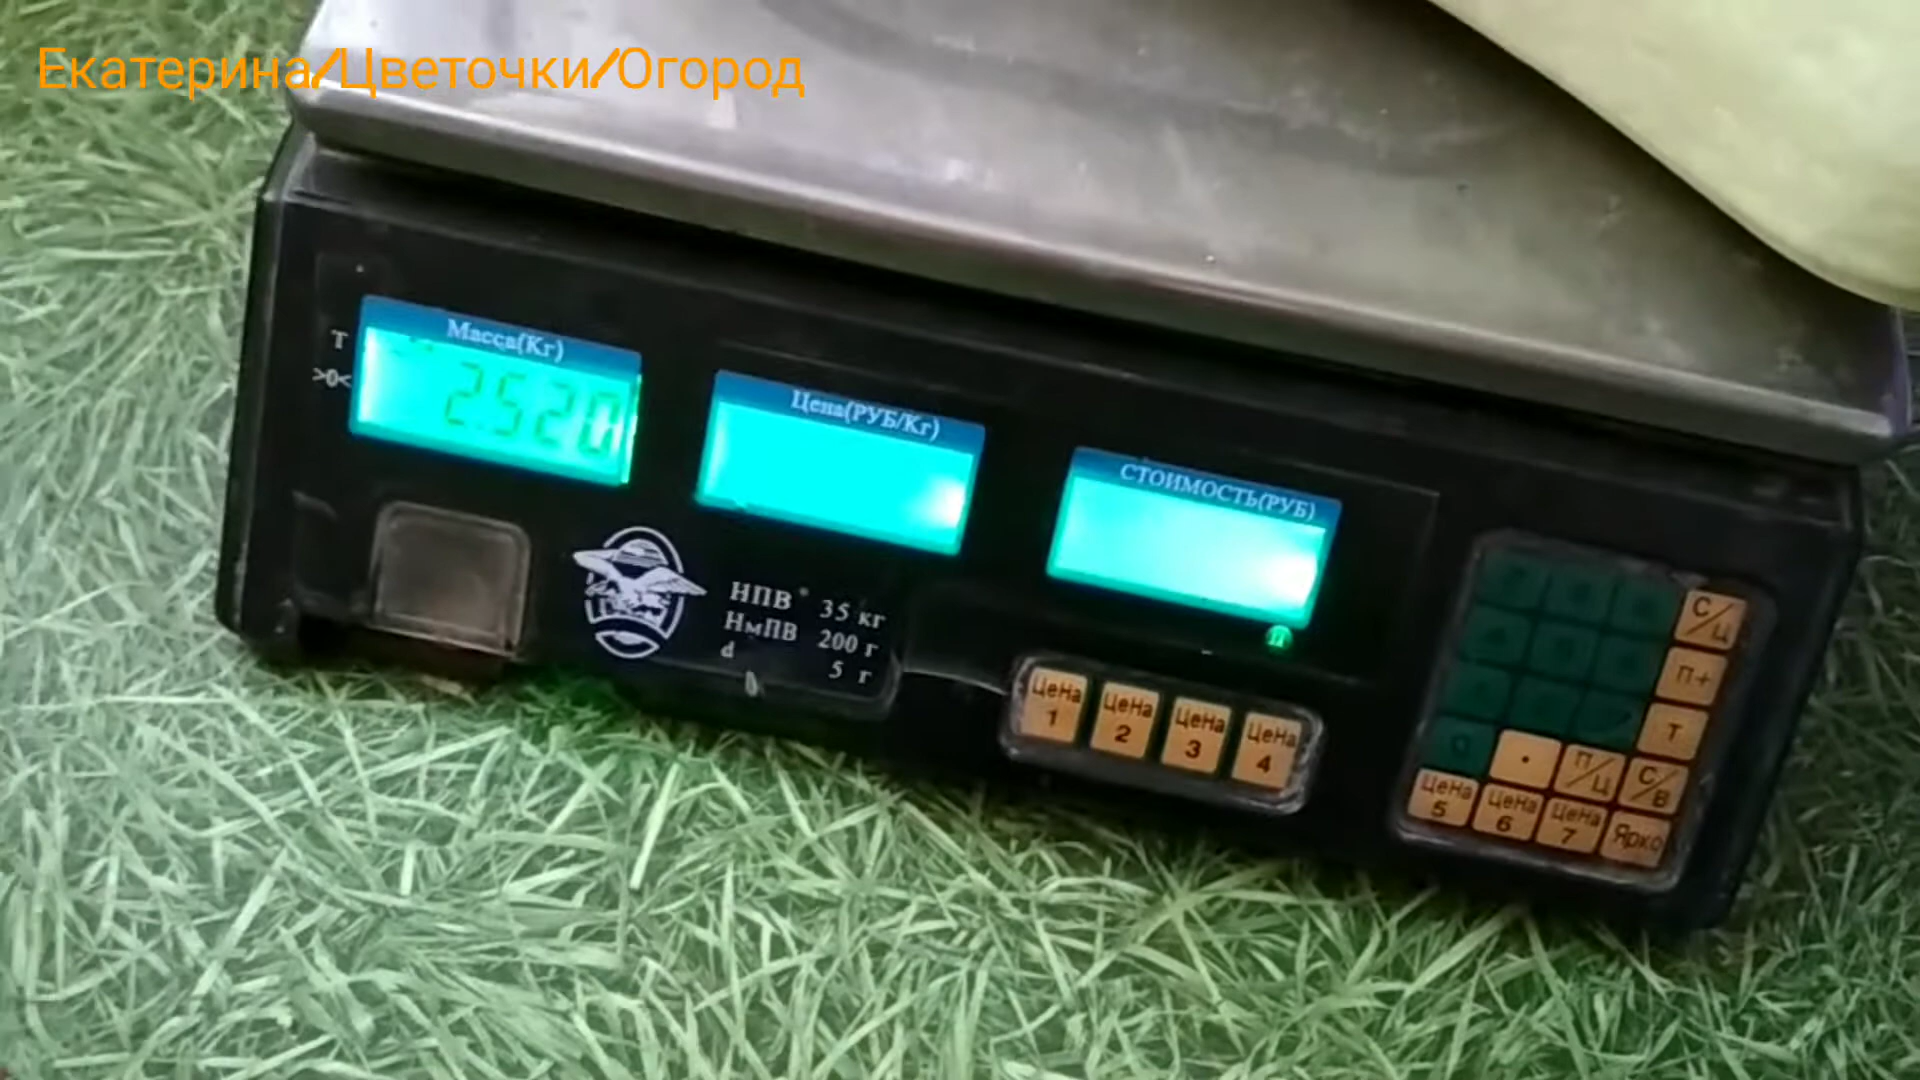 Екатерина/Цветочки/Огород
Масса(Кг)
Т
>0<
2.520
Цена(РУБ/Кг)
СТОИМОСТЬ(РУБ)
НПВ 35 кг
НмПВ 200 г
d 5 г
Цена 1
Цена 2
Цена 3
Цена 4
С/Ц
П+
Т
0
.
П/Ц
С/В
Цена 5
Цена 6
Цена 7
Ярко